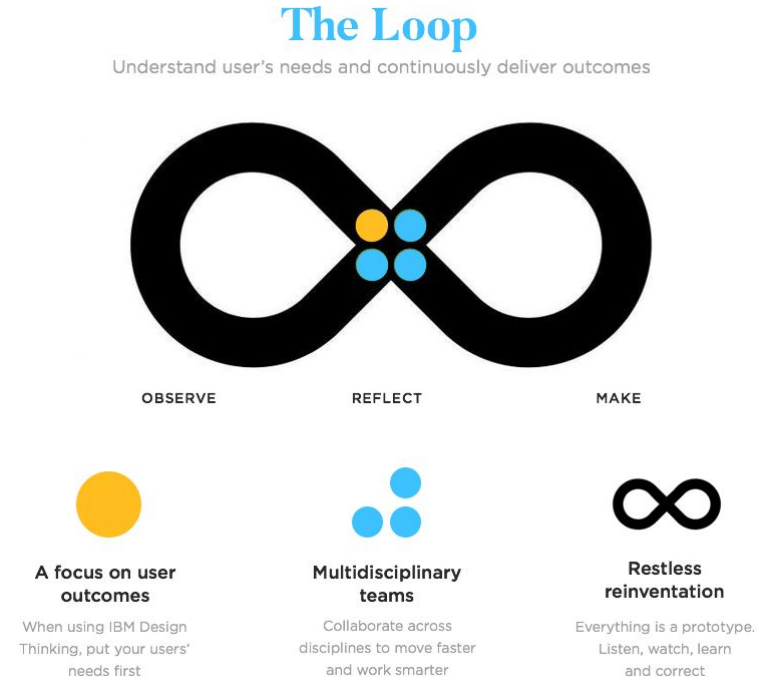 The Loop
Understand user's needs and continuously deliver outcomes
OBSERVE
REFLECT
MAKE
A focus on user
outcomes
When using IBM Design
Thinking, put your users'
needs first
Multidisciplinary
teams
Collaborate across
disciplines to move faster
and work smarter
Restless
reinvention
Everything is a prototype.
Listen, watch, learn
and correct